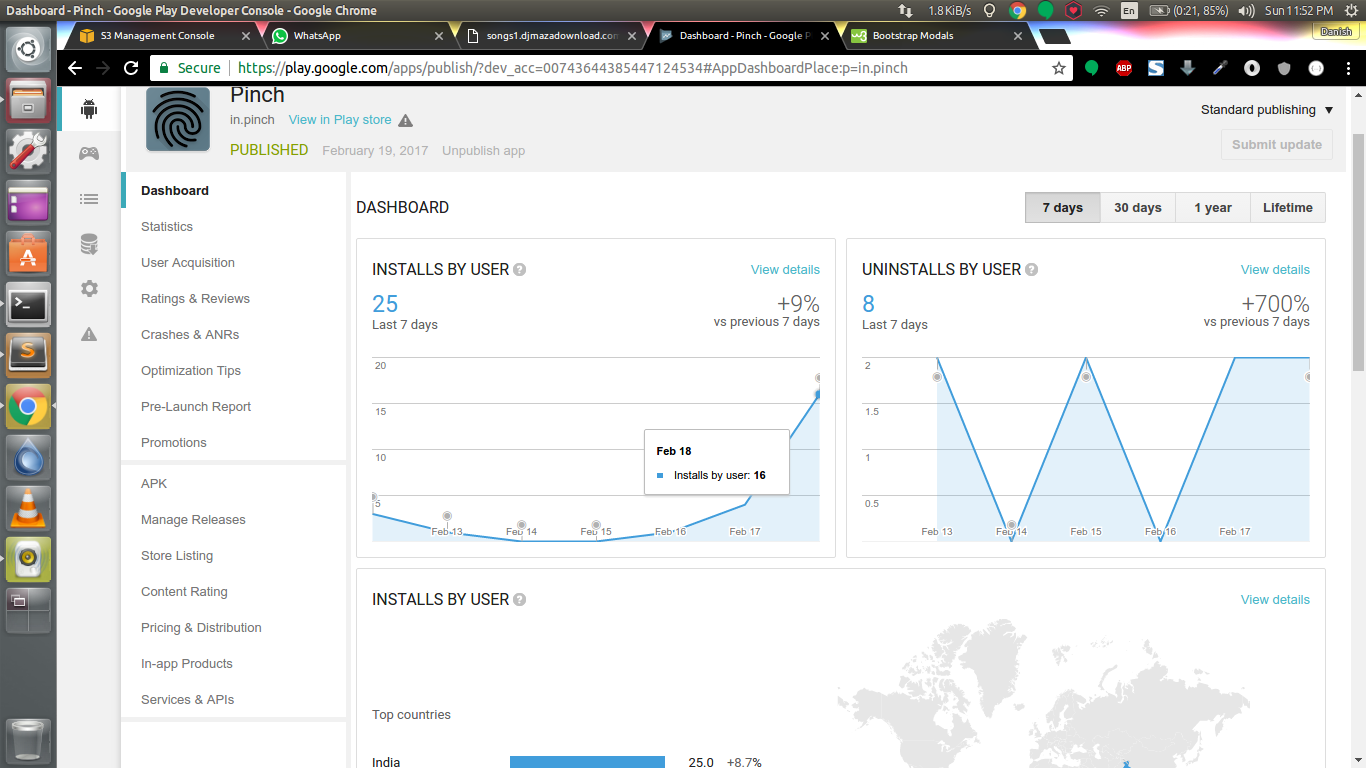 Dashboard - Pinch - Google Play Developer Console - Google Chrome
1.8 KiB/s
En
(0:21, 85%)
Sun 11:52 PM
S3 Management Console
WhatsApp
songs1.djmazadownload.com
Dashboard - Pinch - Google P
Bootstrap Modals
Danish
Secure
https://play.google.com/apps/publish/?dev_acc=00743644385447124534#AppDashboardPlace:p=in.pinch
ABP
Pinch
in.pinch
View in Play store
PUBLISHED
February 19, 2017
Unpublish app
Standard publishing
Submit update
Dashboard
Statistics
User Acquisition
Ratings & Reviews
Crashes & ANRs
Optimization Tips
Pre-Launch Report
Promotions
APK
Manage Releases
Store Listing
Content Rating
Pricing & Distribution
In-app Products
Services & APIs
DASHBOARD
7 days
30 days
1 year
Lifetime
INSTALLS BY USER
View details
25
Last 7 days
+9%
vs previous 7 days
20
15
10
5
Feb 13
Feb 14
Feb 15
Feb 16
Feb 17
Feb 18
Installs by user: 16
UNINSTALLS BY USER
View details
8
Last 7 days
+700%
vs previous 7 days
2
1.5
1
0.5
Feb 13
Feb 14
Feb 15
Feb 16
Feb 17
INSTALLS BY USER
View details
Top countries
India
25.0
+8.7%